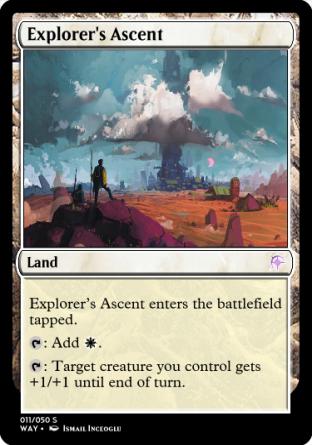 Explorer's Ascent
Land
Explorer's Ascent enters the battlefield
tapped.
: Add .
: Target creature you control gets
+1/+1 until end of turn.
011/050 S
WAY • Ismail Inceoglu